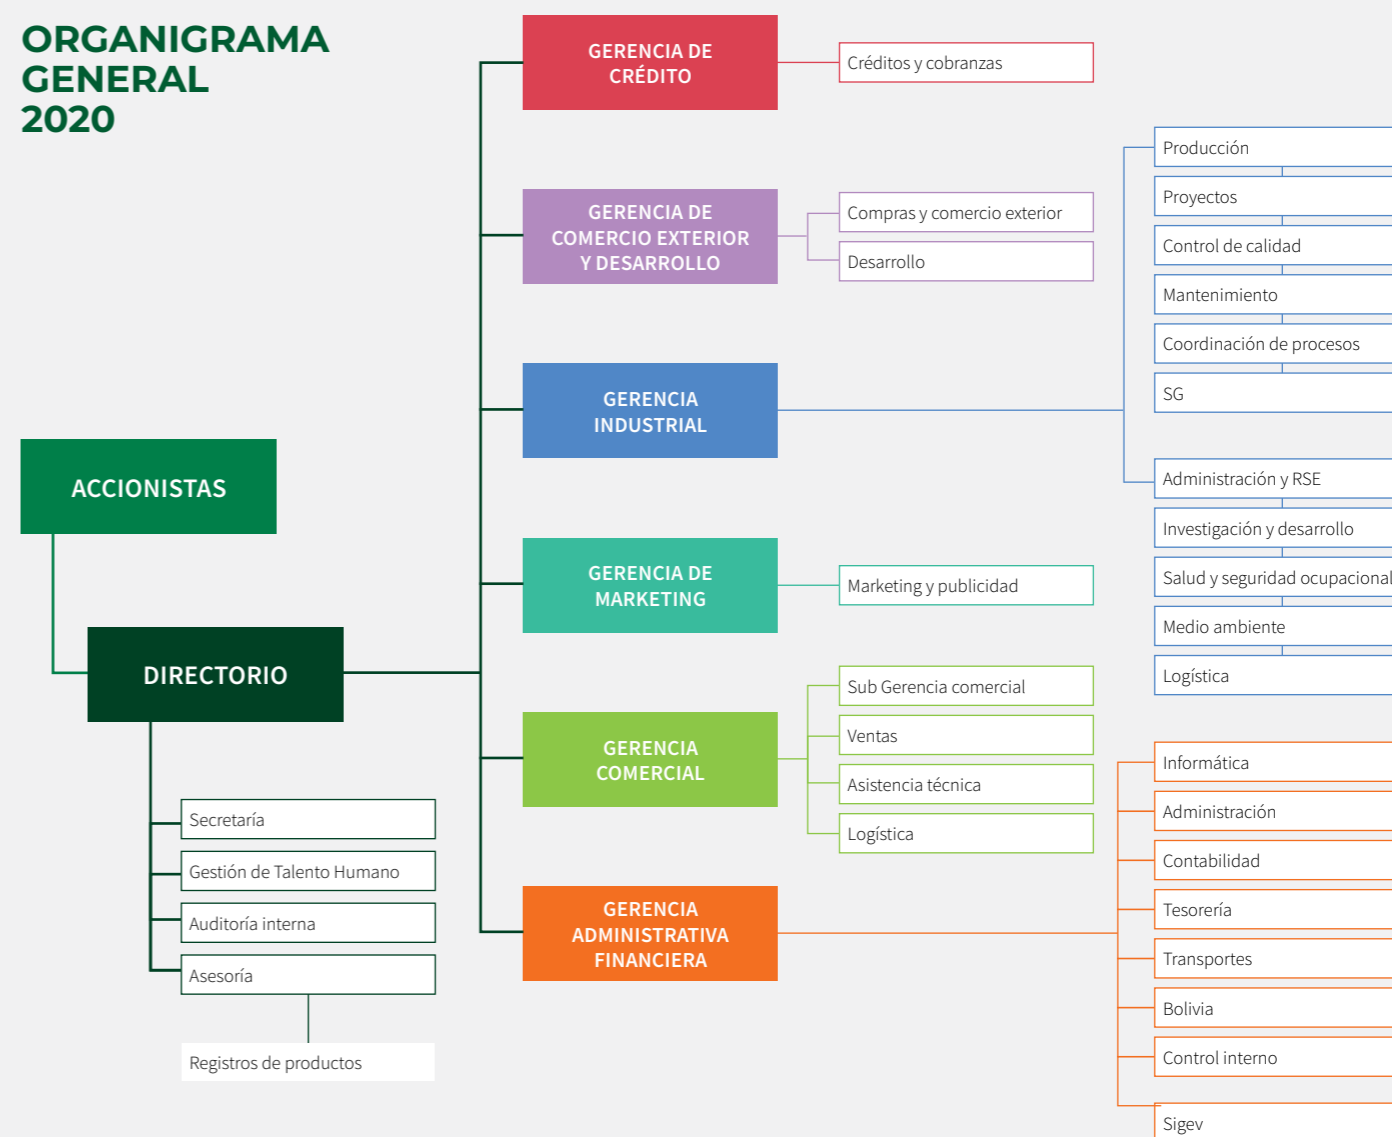 ORGANIGRAMA
GENERAL
2020
ACCIONISTAS
DIRECTORIO
Secretaría
Gestión de Talento Humano
Auditoría interna
Asesoría
Registros de productos
GERENCIA DE
CRÉDITO
Créditos y cobranzas
GERENCIA DE
COMERCIO EXTERIOR
Y DESARROLLO
Compras y comercio exterior
Desarrollo
GERENCIA
INDUSTRIAL
Producción
Proyectos
Control de calidad
Mantenimiento
Coordinación de procesos
SG
Administración y RSE
Investigación y desarrollo
Salud y seguridad ocupacional
Medio ambiente
Logística
GERENCIA DE
MARKETING
Marketing y publicidad
GERENCIA
COMERCIAL
Sub Gerencia comercial
Ventas
Asistencia técnica
Logística
GERENCIA
ADMINISTRATIVA
FINANCIERA
Informática
Administración
Contabilidad
Tesorería
Transportes
Bolivia
Control interno
Sigev